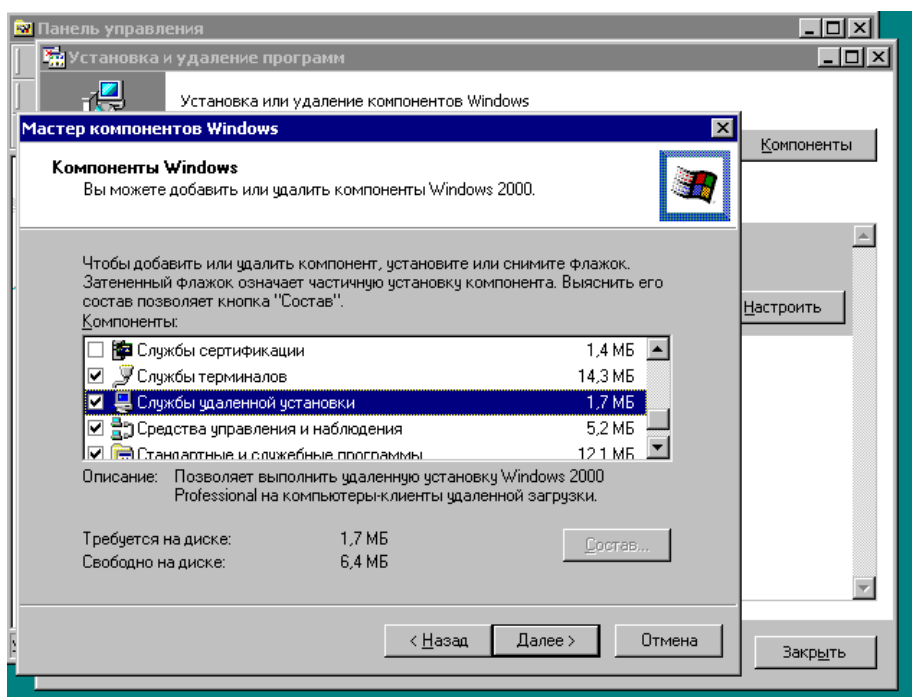 Панель управления
Установка и удаление программ
Установка или удаление компонентов Windows
Мастер компонентов Windows
Компоненты
Компоненты Windows
Вы можете добавить или удалить компоненты Windows 2000.
Чтобы добавить или удалить компонент, установите или снимите флажок.
Затененный флажок означает частичную установку компонента. Выяснить его
состав позволяет кнопка "Состав".
Настроить
Компоненты:
Службы сертификации 1,4 МБ
Службы терминалов 14,3 МБ
Службы удаленной установки 1,7 МБ
Средства управления и наблюдения 5,2 МБ
Стандартные и служебные программы 12,1 МБ
Описание: Позволяет выполнить удаленную установку Windows 2000
Professional на компьютеры-клиенты удаленной загрузки.
Требуется на диске: 1,7 МБ
Состав...
Свободно на диске: 6,4 МБ
< Назад Далее > Отмена
Закрыть